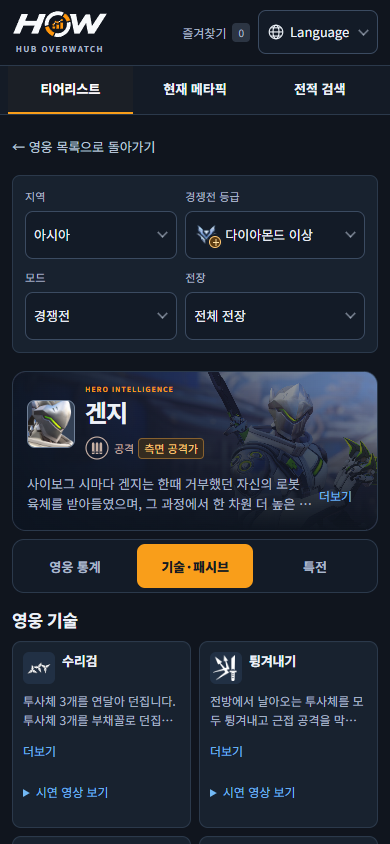 HOW
HUB OVERWATCH
즐겨찾기 0
Language
티어리스트 현재 메타픽 전적 검색
← 영웅 목록으로 돌아가기
지역 경쟁전 등급
아시아 다이아몬드 이상
모드 전장
경쟁전 전체 전장
HERO INTELLIGENCE
겐지
공격 측면 공격가
사이보그 시마다 겐지는 한때 거부했던 자신의 로봇
육체를 받아들였으며, 그 과정에서 한 차원 더 높은 … 더보기
영웅 통계 기술·패시브 특전
영웅 기술
수리검
투사체 3개를 연달아 던집니다.
투사체 3개를 부채꼴로 던집…
더보기
▶ 시연 영상 보기
튕겨내기
전방에서 날아오는 투사체를 모
두 튕겨내고 근접 공격을 막…
더보기
▶ 시연 영상 보기